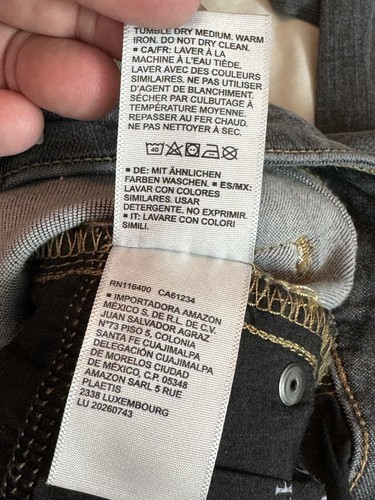 TUMBLE DRY MEDIUM. WARM
IRON. DO NOT DRY CLEAN.
▪ CA/FR: LAVER À LA
MACHINE À L'EAU TIÈDE.
LAVER AVEC DES COULEURS
SIMILAIRES. NE PAS UTILISER
D'AGENT DE BLANCHIMENT.
SÉCHER PAR CULBUTAGE À
TEMPÉRATURE MOYENNE.
REPASSER AU FER CHAUD.
NE PAS NETTOYER À SEC.
40
▪ DE: MIT ÄHNLICHEN
FARBEN WASCHEN. ▪ ES/MX:
LAVAR CON COLORES
SIMILARES. USAR
DETERGENTE, NO EXPRIMIR.
▪ IT: LAVARE CON COLORI
SIMILI.
RN116400 CA61234
▪ IMPORTADORA AMAZON
MÉXICO S. DE R.L. DE C.V.
JUAN SALVADOR AGRAZ
N°73 PISO 5, COLONIA
SANTA FE CUAJIMALPA
DELEGACIÓN CUAJIMALPA
DE MORELOS CIUDAD
DE MÉXICO, C.P. 05348
AMAZON SARL 5 RUE
PLAETIS
2338 LUXEMBOURG
LU 20260743